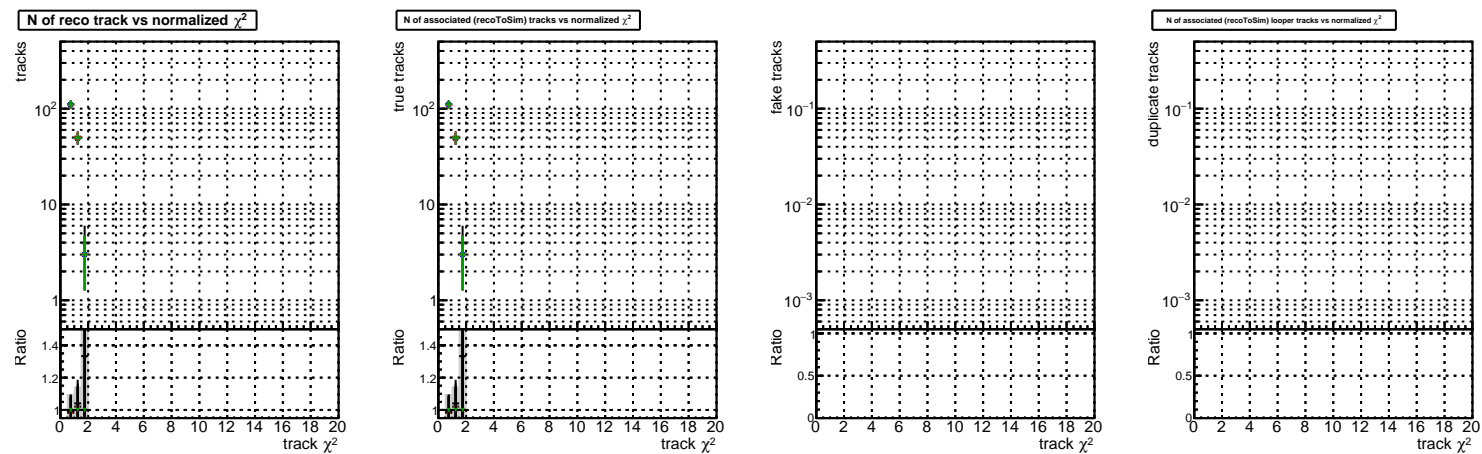 N of reco track vs normalized χ²
tracks
10²
10
1
Ratio
1.4
1.2
1
0 2 4 6 8 10 12 14 16 18 20
track χ²
N of associated (recoToSim) tracks vs normalized χ²
true tracks
10²
10
1
Ratio
1.4
1.2
1
0 2 4 6 8 10 12 14 16 18 20
track χ²
fake tracks
10⁻¹
10⁻²
10⁻³
Ratio
1
0.5
0
0 2 4 6 8 10 12 14 16 18 20
track χ²
N of associated (recoToSim) looper tracks vs normalized χ²
duplicate tracks
10⁻¹
10⁻²
10⁻³
Ratio
1
0.5
0
0 2 4 6 8 10 12 14 16 18 20
track χ²